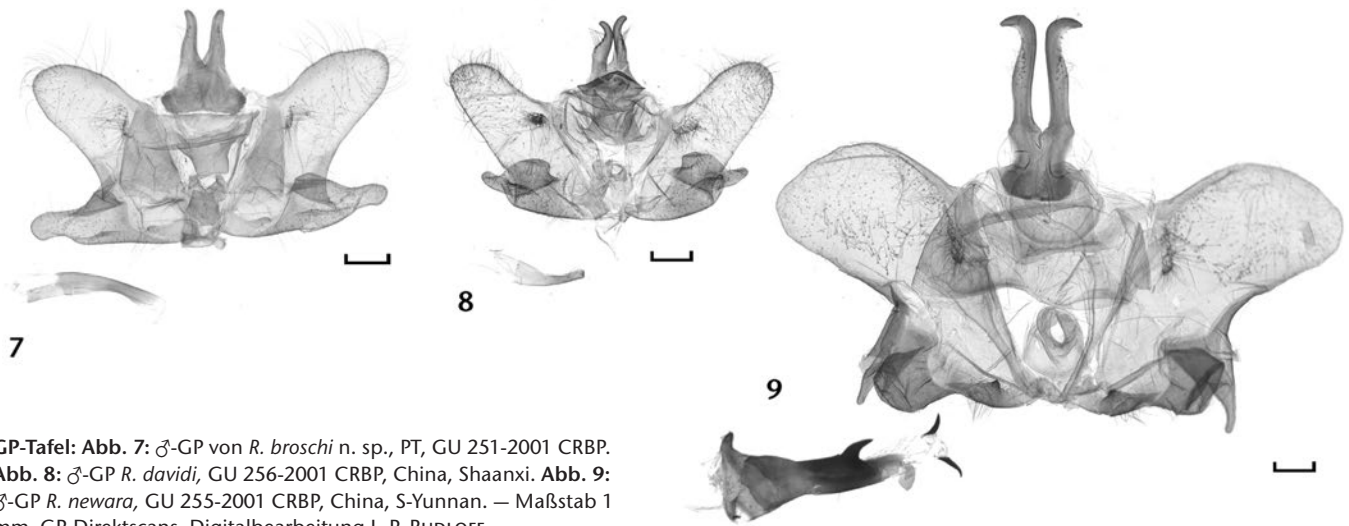 7
8
9
GP-Tafel: Abb. 7: ♂-GP von R. broschi n. sp., PT, GU 251-2001 CRBP.
Abb. 8: ♂-GP R. davidi, GU 256-2001 CRBP, China, Shaanxi. Abb. 9:
♂-GP R. newara, GU 255-2001 CRBP, China, S-Yunnan. — Maßstab 1
mm. GP-Direktscans, Digitalbearbeitung